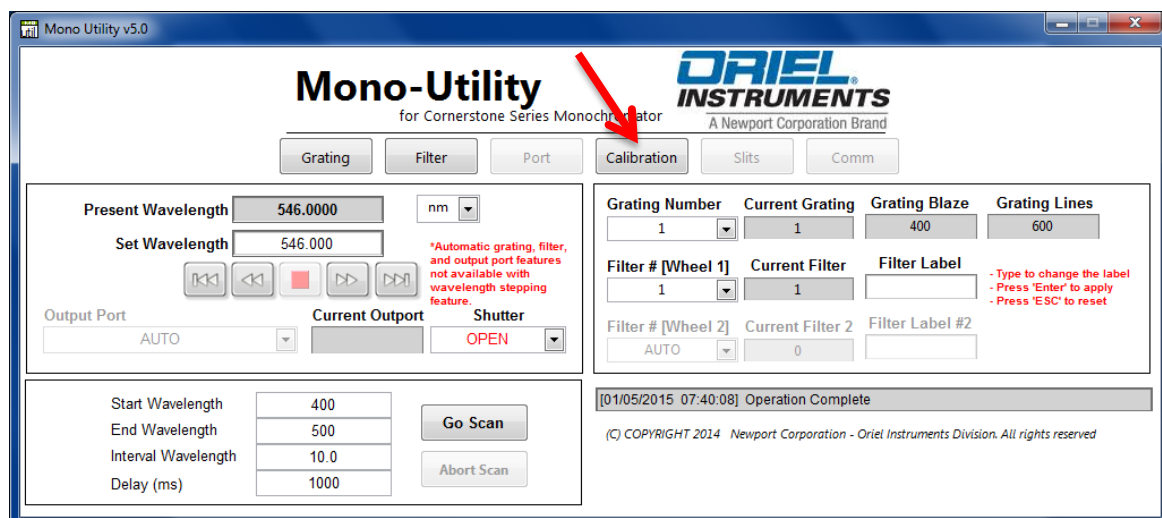 Mono Utility v5.0
Mono-Utility
for Cornerstone Series Monochromator
ORIEL®
INSTRUMENTS
A Newport Corporation Brand
Grating Filter Port Calibration Slits Comm
Present Wavelength 546.0000 nm
Set Wavelength 546.000
*Automatic grating, filter,
and output port features
not available with
wavelength stepping
feature.
Output Port Current Outport Shutter
AUTO OPEN
Grating Number Current Grating Grating Blaze Grating Lines
1 1 400 600
Filter # [Wheel 1] Current Filter Filter Label
1 1
- Type to change the label
- Press 'Enter' to apply
- Press 'ESC' to reset
Filter # [Wheel 2] Current Filter 2 Filter Label #2
AUTO 0
Start Wavelength 400
End Wavelength 500
Interval Wavelength 10.0
Delay (ms) 1000
Go Scan
Abort Scan
[01/05/2015 07:40:08] Operation Complete
(C) COPYRIGHT 2014 Newport Corporation - Oriel Instruments Division. All rights reserved